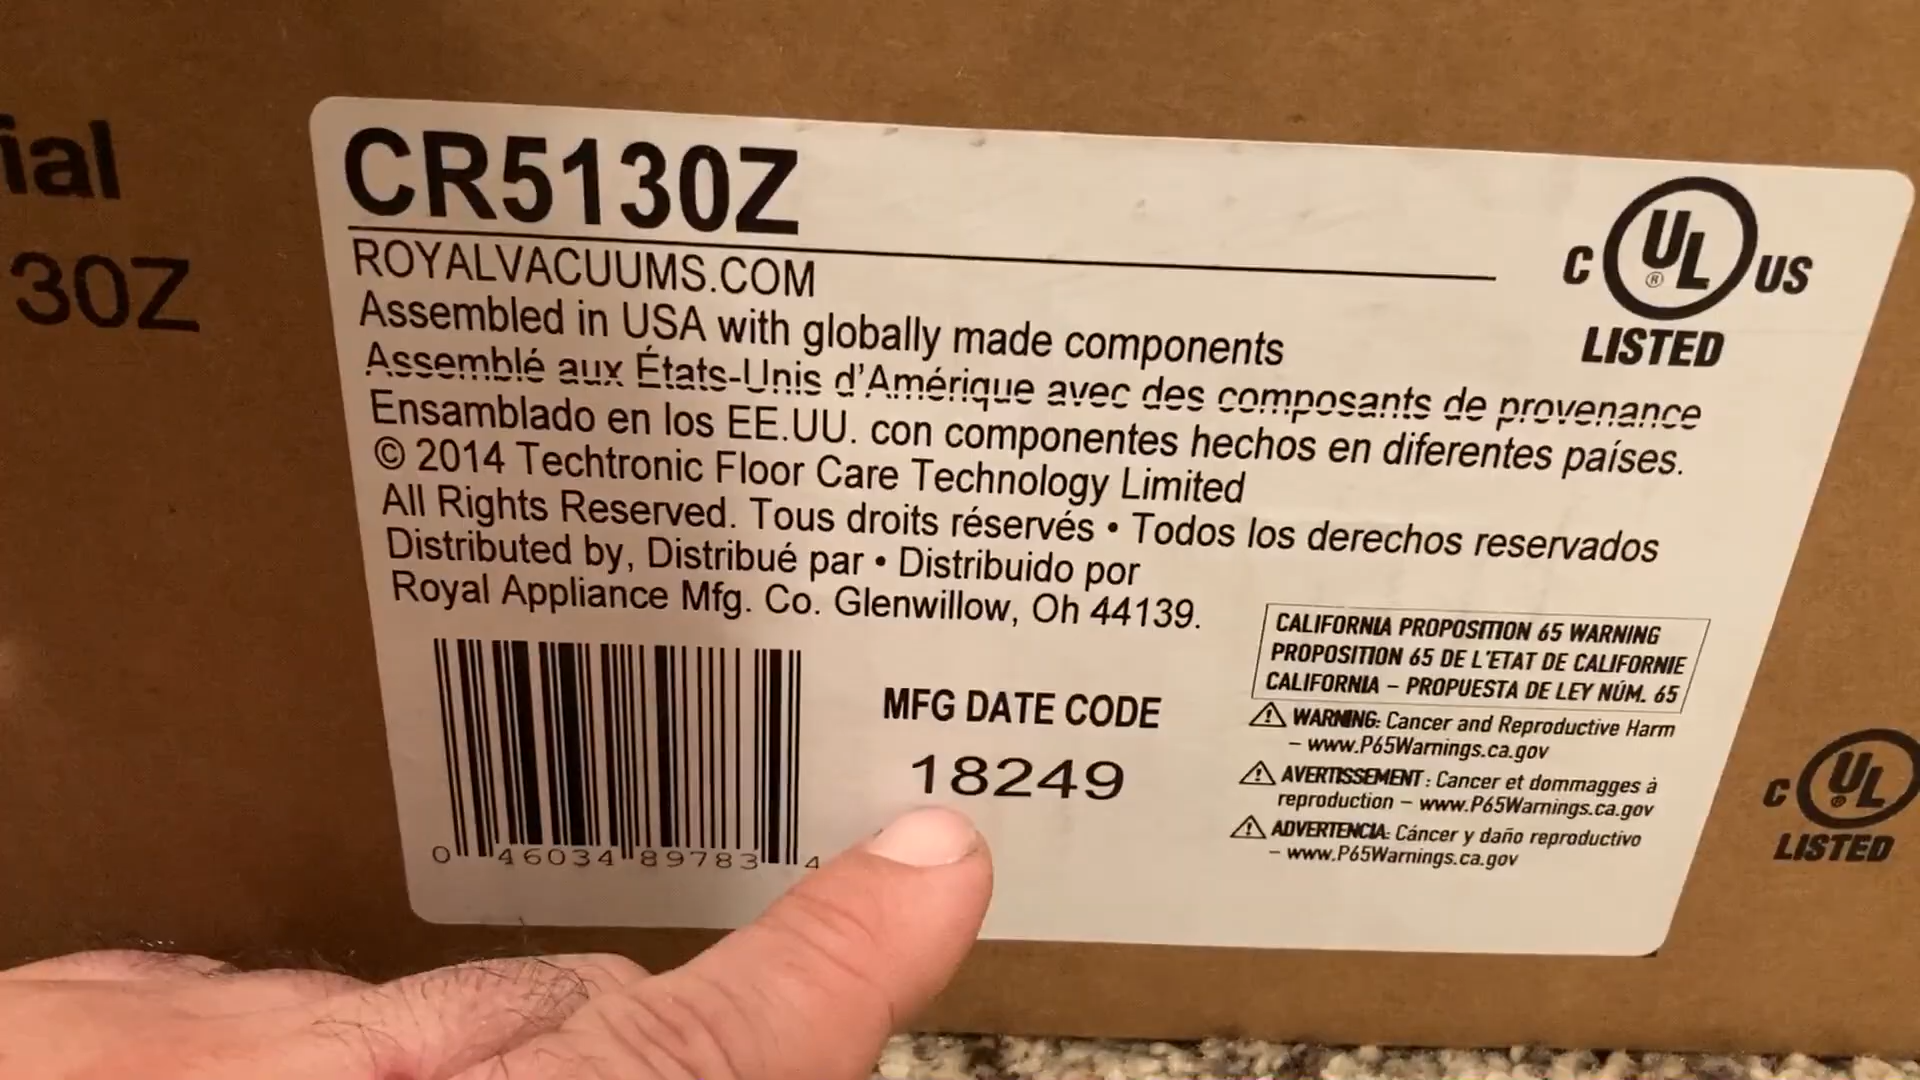 ial
30Z
CR5130Z
ROYALVACUUMS.COM
Assembled in USA with globally made components
Assemblé aux États-Unis d'Amérique avec des composants de provenance
Ensamblado en los EE.UU. con componentes hechos en diferentes países.
© 2014 Techtronic Floor Care Technology Limited
All Rights Reserved. Tous droits réservés • Todos los derechos reservados
Distributed by, Distribué par • Distribuido por
Royal Appliance Mfg. Co. Glenwillow, Oh 44139.
C UL ® US
LISTED
0 46034 89783 4
MFG DATE CODE
18249
CALIFORNIA PROPOSITION 65 WARNING
PROPOSITION 65 DE L'ETAT DE CALIFORNIE
CALIFORNIA – PROPUESTA DE LEY NÚM. 65
⚠ WARNING: Cancer and Reproductive Harm
– www.P65Warnings.ca.gov
⚠ AVERTISSEMENT : Cancer et dommagges à
reproduction – www.P65Warnings.ca.gov
⚠ ADVERTENCIA: Cáncer y daño reproductivo
– www.P65Warnings.ca.gov
C UL ®
LISTED